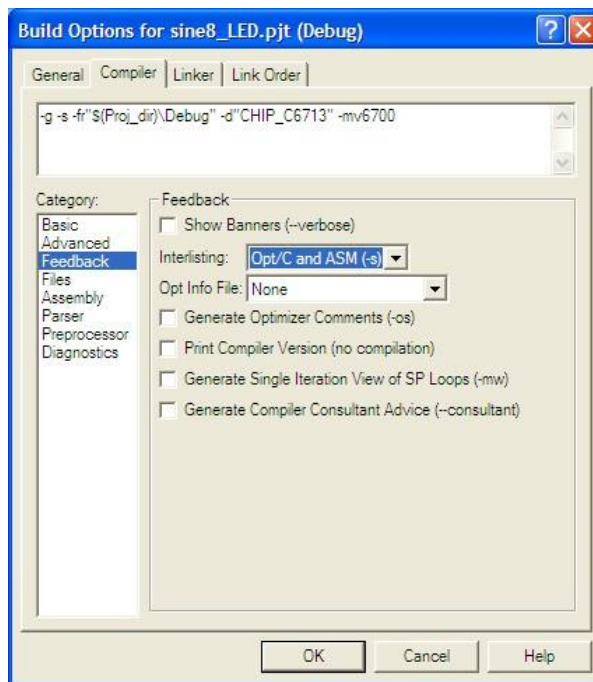 Build Options for sine8_LED.pjt (Debug)
General Compiler Linker Link Order
-g -s -fr"$(Proj_dir)\Debug" -d"CHIP_C6713" -mv6700
Category:
Basic
Advanced
Feedback
Files
Assembly
Parser
Preprocessor
Diagnostics
Feedback
Show Banners (--verbose)
Interlisting: Opt/C and ASM (-s)
Opt Info File: None
Generate Optimizer Comments (-os)
Print Compiler Version (no compilation)
Generate Single Iteration View of SP Loops (-mw)
Generate Compiler Consultant Advice (--consultant)
OK Cancel Help